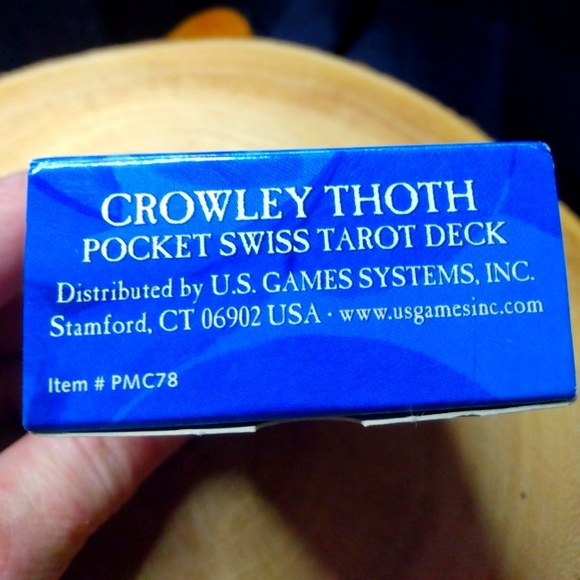 CROWLEY THOTH
POCKET SWISS TAROT DECK
Distributed by U.S. GAMES SYSTEMS, INC.
Stamford, CT 06902 USA · www.usgamesinc.com
Item # PMC78